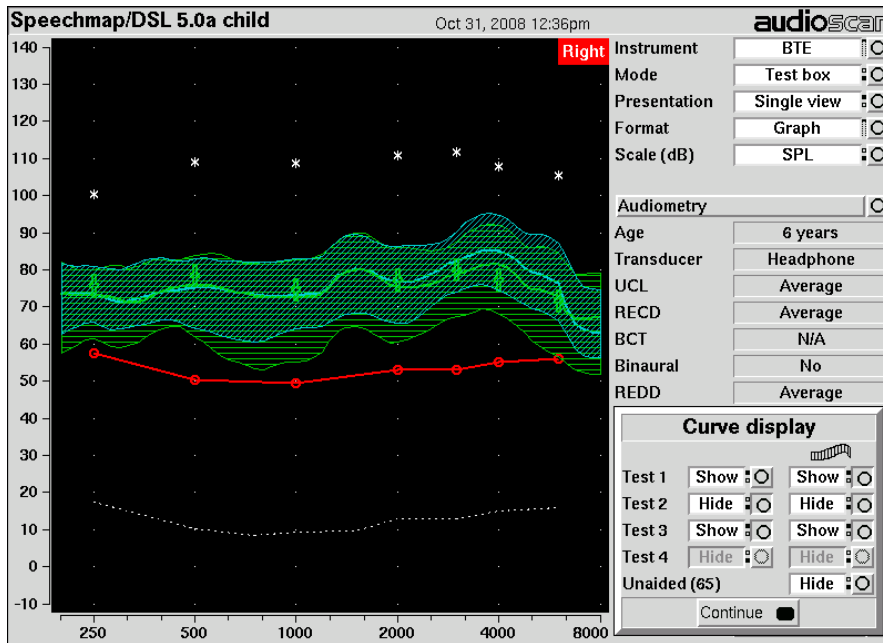 Speechmap/DSL 5.0a child
Oct 31, 2008 12:36pm
audioscan
Right
140
130
120
110
100
90
80
70
60
50
40
30
20
10
0
-10
250 500 1000 2000 4000 8000
Instrument BTE
Mode Test box
Presentation Single view
Format Graph
Scale (dB) SPL
Audiometry
Age 6 years
Transducer Headphone
UCL Average
RECD Average
BCT N/A
Binaural No
REDD Average
Curve display
Test 1 Show Show
Test 2 Hide Hide
Test 3 Show Show
Test 4 Hide Hide
Unaided (65) Hide
Continue